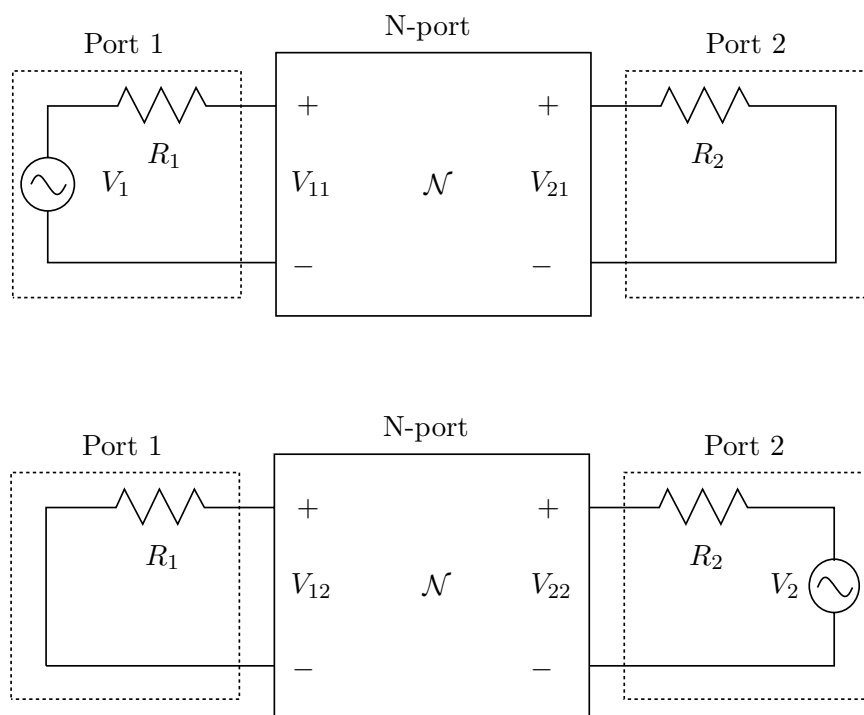 N-port
Port 1
Port 2
+
+
R₁
R₂
V₁
V₁₁
𝒩
V₂₁
−
−
N-port
Port 1
Port 2
+
+
R₁
R₂
V₁₂
𝒩
V₂₂
V₂
−
−